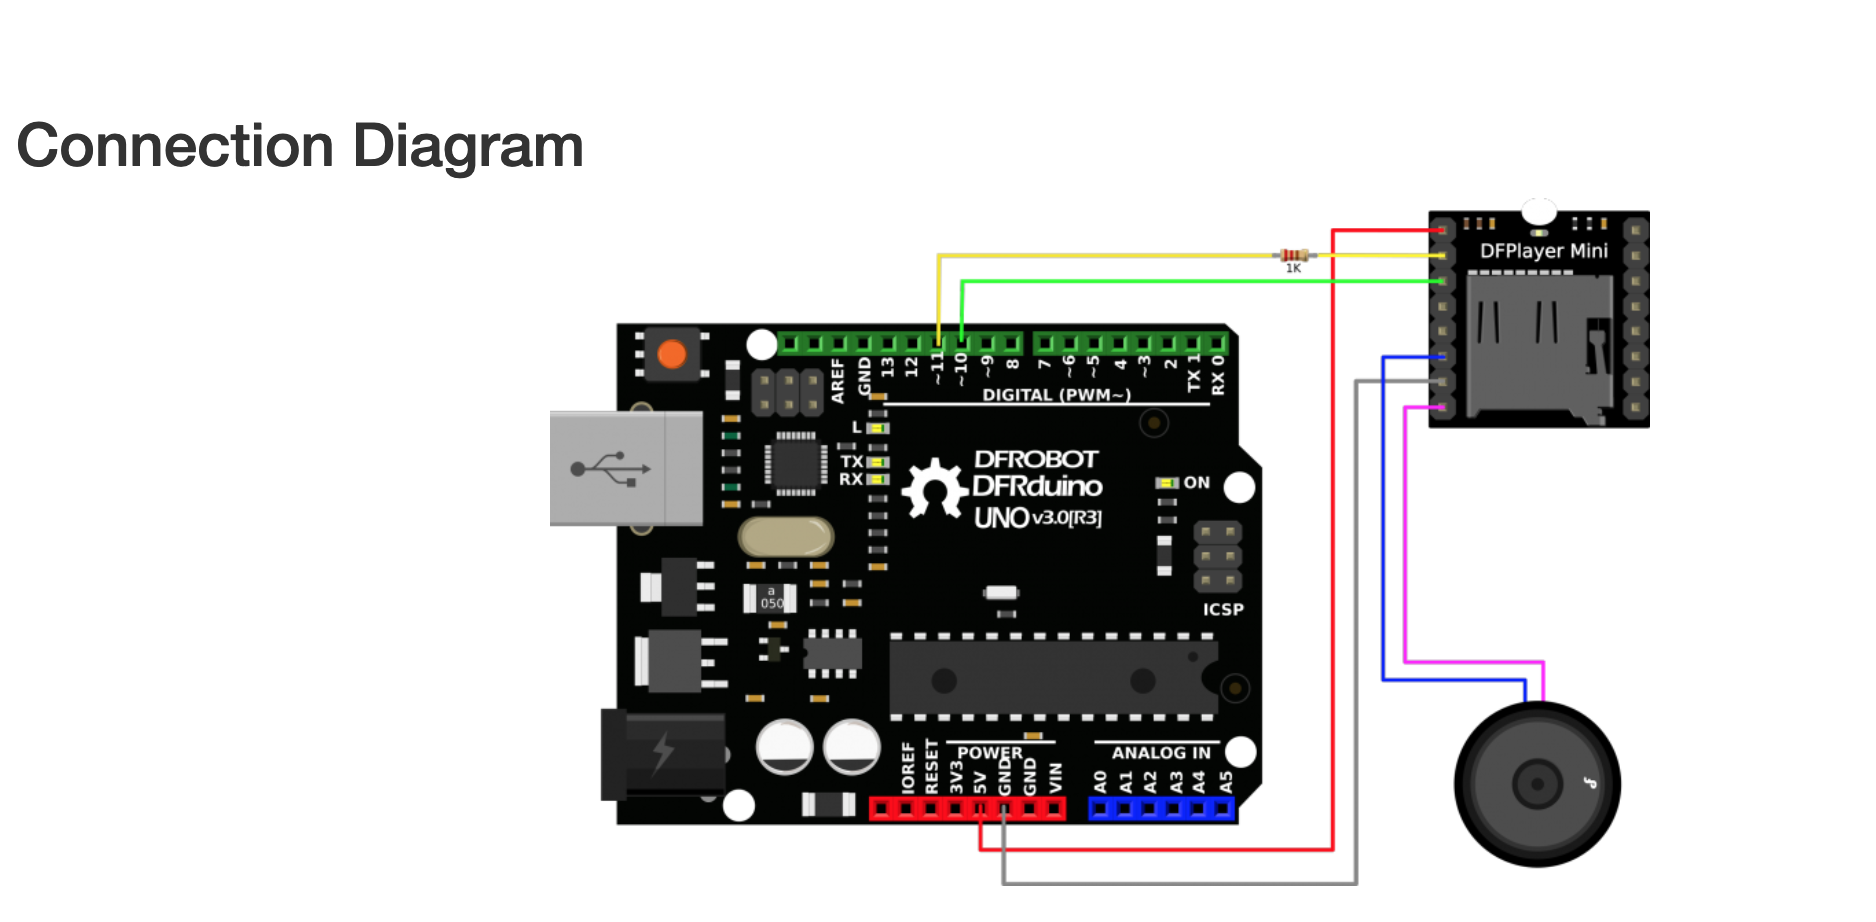 Connection Diagram
DFPlayer Mini
1K
AREF
GND
13
12
~11
~10
~9
8
7
~6
~5
4
~3
2
TX 1
RX 0
DIGITAL (PWM~)
L
TX
RX
DFROBOT
DFRduino
UNO v3.0[R3]
ON
ICSP
a
050
POWER
ANALOG IN
IOREF
RESET
3V3
5V
GND
GND
VIN
A0
A1
A2
A3
A4
A5